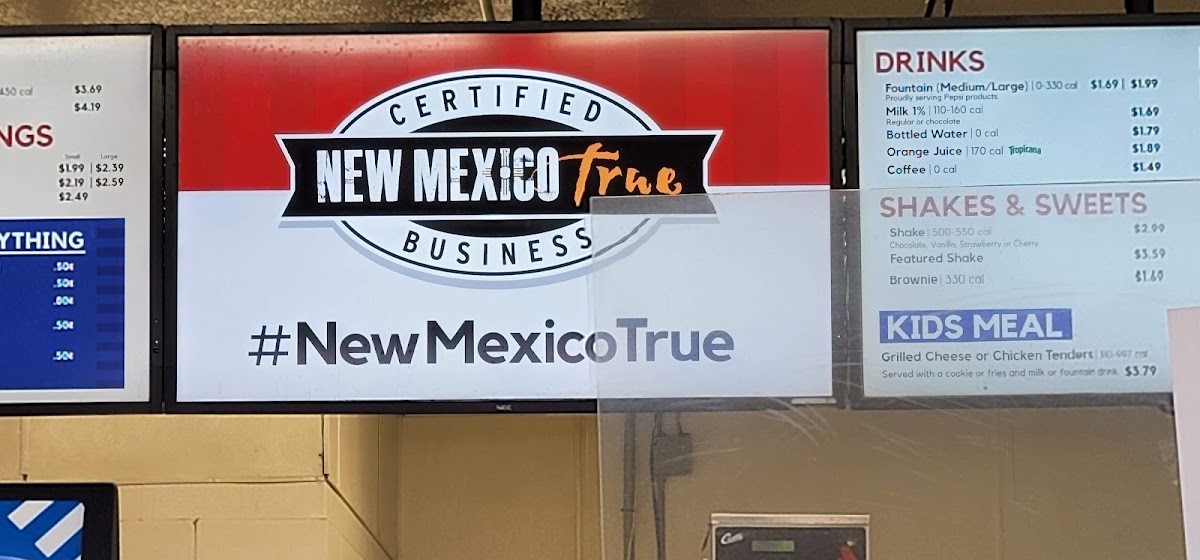 450 cal $3.69
$4.19
NGS
Small Large
$1.99 | $2.39
$2.19 | $2.59
$2.49
YTHING
.50¢
.50¢
.80¢
.50¢
.50¢
CERTIFIED
NEW MEXICO True
BUSINESS
#NewMexicoTrue
NEC
DRINKS
Fountain (Medium/Large) | 0-330 cal $1.69 | $1.99
Proudly serving Pepsi products
Milk 1% | 110-160 cal $1.69
Regular or chocolate
Bottled Water | 0 cal $1.79
Orange Juice | 170 cal Tropicana $1.89
Coffee | 0 cal $1.49
SHAKES & SWEETS
Shake | 500-550 cal $2.99
Chocolate, Vanilla, Strawberry or Cherry
Featured Shake $3.59
Brownie | 330 cal $1.69
KIDS MEAL
Grilled Cheese or Chicken Tenders | cal
Served with a cookie or fries and milk or fountain drink $3.79
Curtis